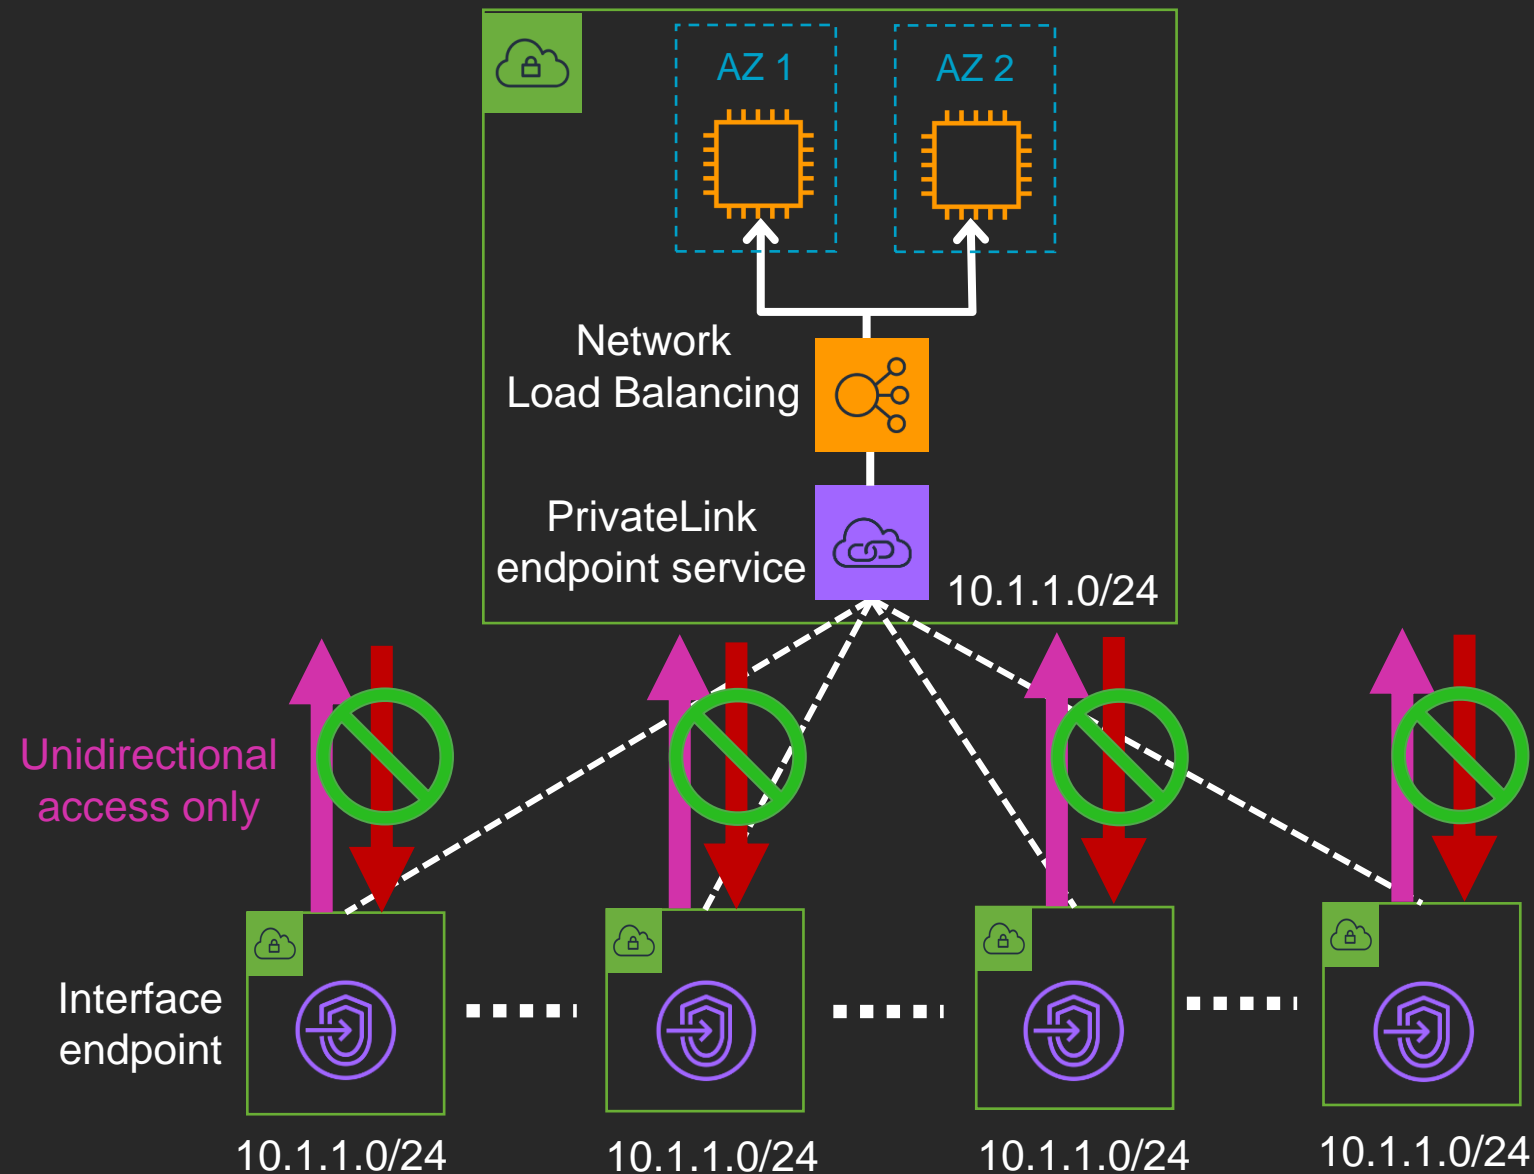 AZ 1
AZ 2
Network
Load Balancing
PrivateLink
endpoint service
10.1.1.0/24
Unidirectional
access only
Interface
endpoint
10.1.1.0/24
10.1.1.0/24
10.1.1.0/24
10.1.1.0/24